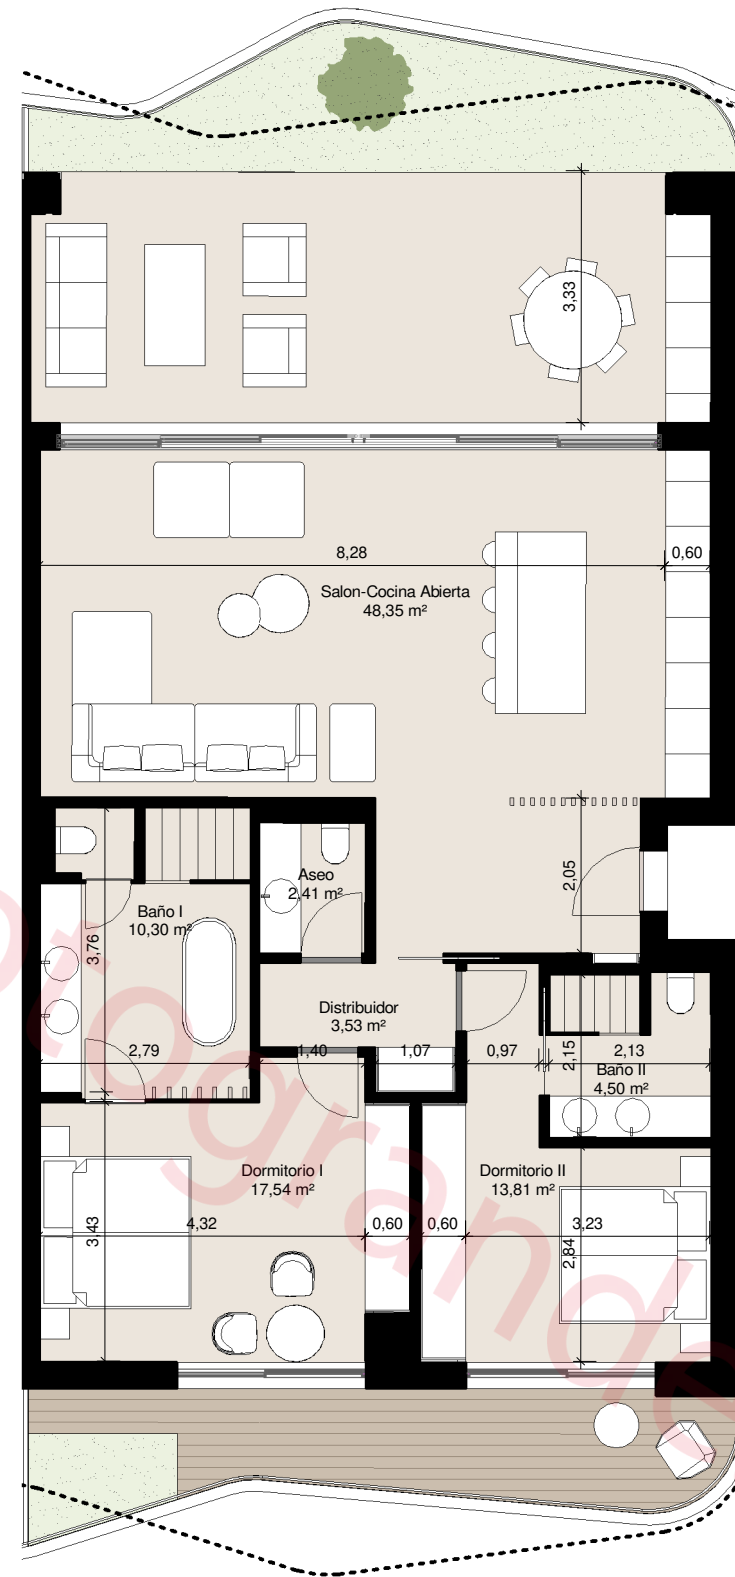 3,33
8,28
0,60
Salon-Cocina Abierta
48,35 m²
2,05
Aseo
2,41 m²
Baño I
10,30 m²
3,76
Distribuidor
3,53 m²
2,79
1,40
1,07
0,97
2,15
2,13
Baño II
4,50 m²
Dormitorio I
17,54 m²
Dormitorio II
13,81 m²
3,43
4,32
0,60
0,60
3,23
2,84
otogrande